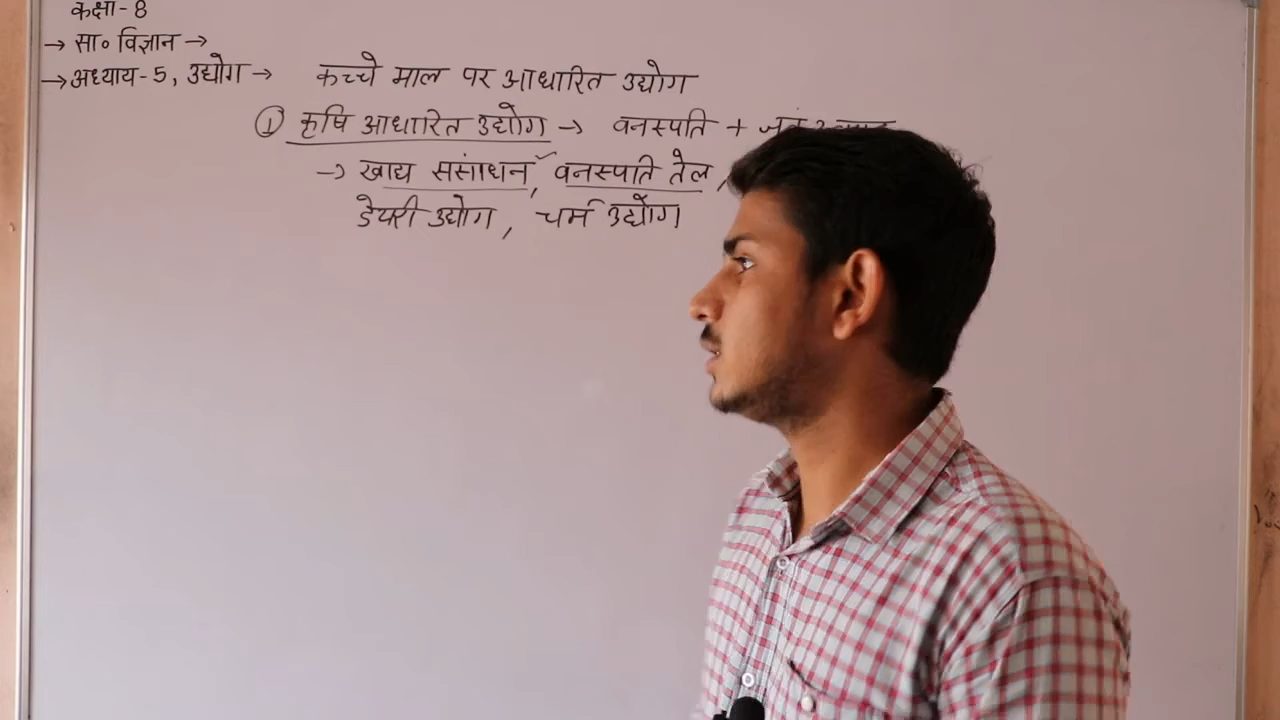 कक्षा-8
→ सा० विज्ञान →
→ अध्याय-5, उद्योग → कच्चे माल पर आधारित उद्योग
① कृषि आधारित उद्योग → वनस्पति +
→ खाद्य ससांधन, वनस्पति तेल,
डेयरी उद्योग, चर्म उद्योग